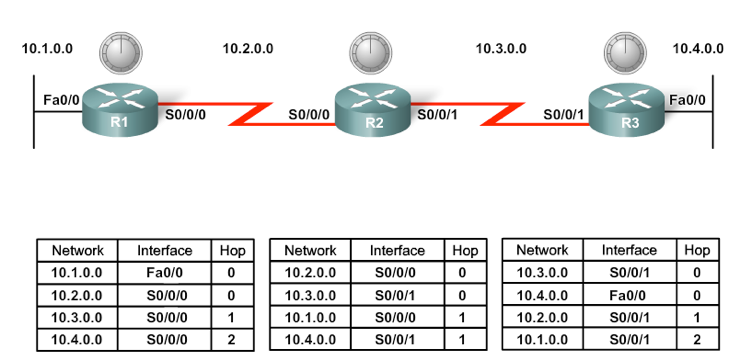 10.1.0.0 10.2.0.0 10.3.0.0 10.4.0.0
Fa0/0 S0/0/0 S0/0/0 S0/0/1 S0/0/1 Fa0/0
R1 R2 R3
Network Interface Hop
10.1.0.0 Fa0/0 0
10.2.0.0 S0/0/0 0
10.3.0.0 S0/0/0 1
10.4.0.0 S0/0/0 2
Network Interface Hop
10.2.0.0 S0/0/0 0
10.3.0.0 S0/0/1 0
10.1.0.0 S0/0/0 1
10.4.0.0 S0/0/1 1
Network Interface Hop
10.3.0.0 S0/0/1 0
10.4.0.0 Fa0/0 0
10.2.0.0 S0/0/1 1
10.1.0.0 S0/0/1 2